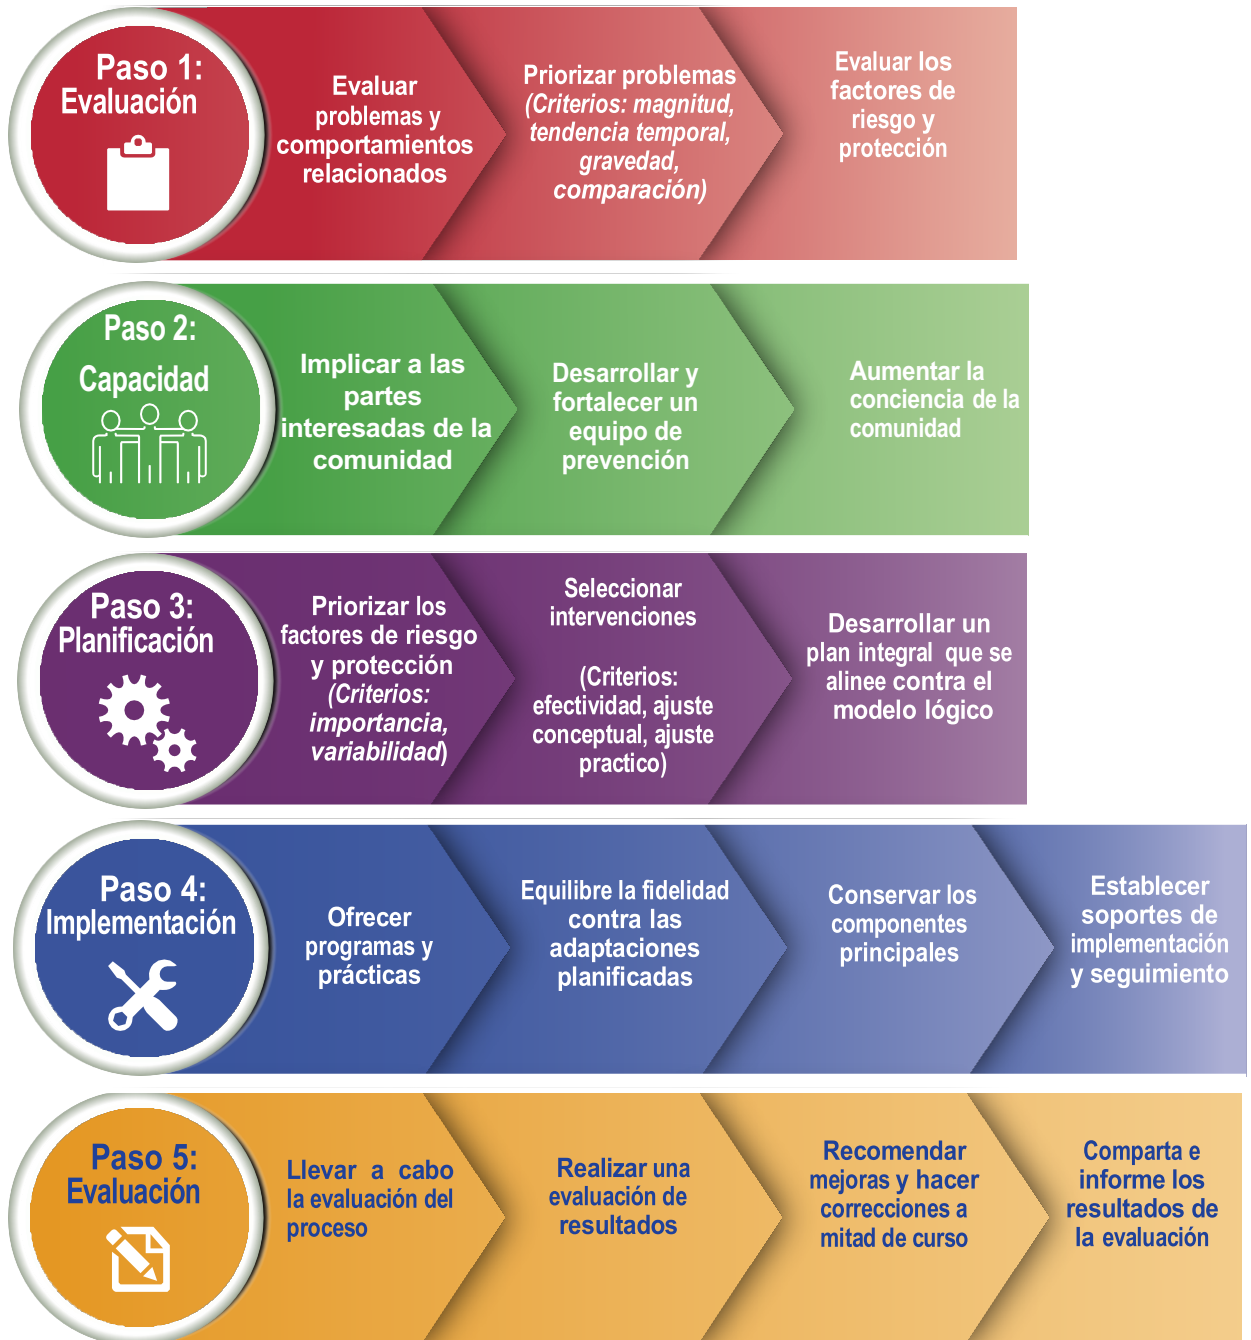 Paso 1:
Evaluación
Evaluar
problemas y
comportamientos
relacionados
Priorizar problemas
(Criterios: magnitud,
tendencia temporal,
gravedad,
comparación)
Evaluar los
factores de
riesgo y
protección
Paso 2:
Capacidad
Implicar a las
partes
interesadas de la
comunidad
Desarrollar y
fortalecer un
equipo de
prevención
Aumentar la
conciencia de la
comunidad
Paso 3:
Planificación
Priorizar los
factores de riesgo
y protección
(Criterios:
importancia,
variabilidad)
Seleccionar
intervenciones
(Criterios:
efectividad, ajuste
conceptual, ajuste
practico)
Desarrollar un
plan integral que se
alinee contra el
modelo lógico
Paso 4:
Implementación
Ofrecer
programas y
prácticas
Equilibre la fidelidad
contra las
adaptaciones
planificadas
Conservar los
componentes
principales
Establecer
soportes de
implementación
y seguimiento
Paso 5:
Evaluación
Llevar a cabo
la evaluación del
proceso
Realizar una
evaluación de
resultados
Recomendar
mejoras y hacer
correcciones a
mitad de curso
Comparta e
informe los
resultados de
la evaluación